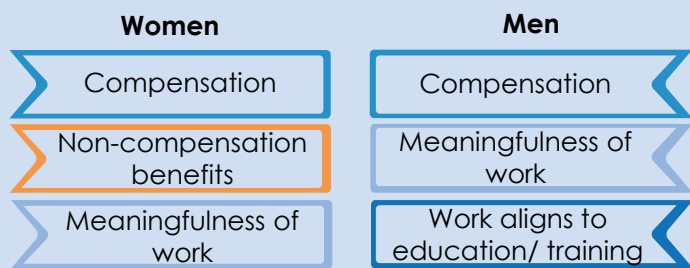 Women
Compensation
Non-compensation
benefits
Meaningfulness of
work
Men
Compensation
Meaningfulness of
work
Work aligns to
education/ training